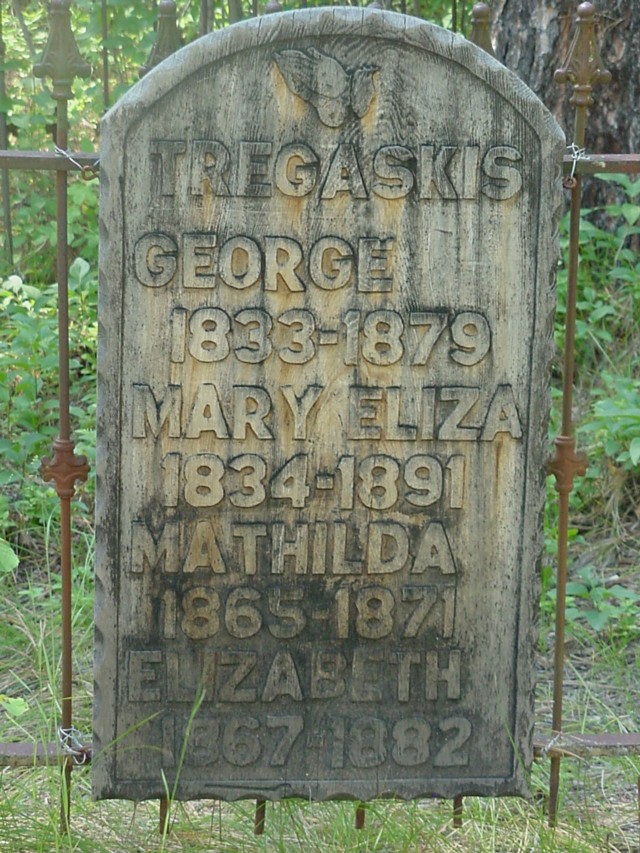 TREGASKIS
GEORGE
1833-1879
MARY ELIZA
1834-1891
MATHILDA
1865-1871
ELIZABETH
1867-1882